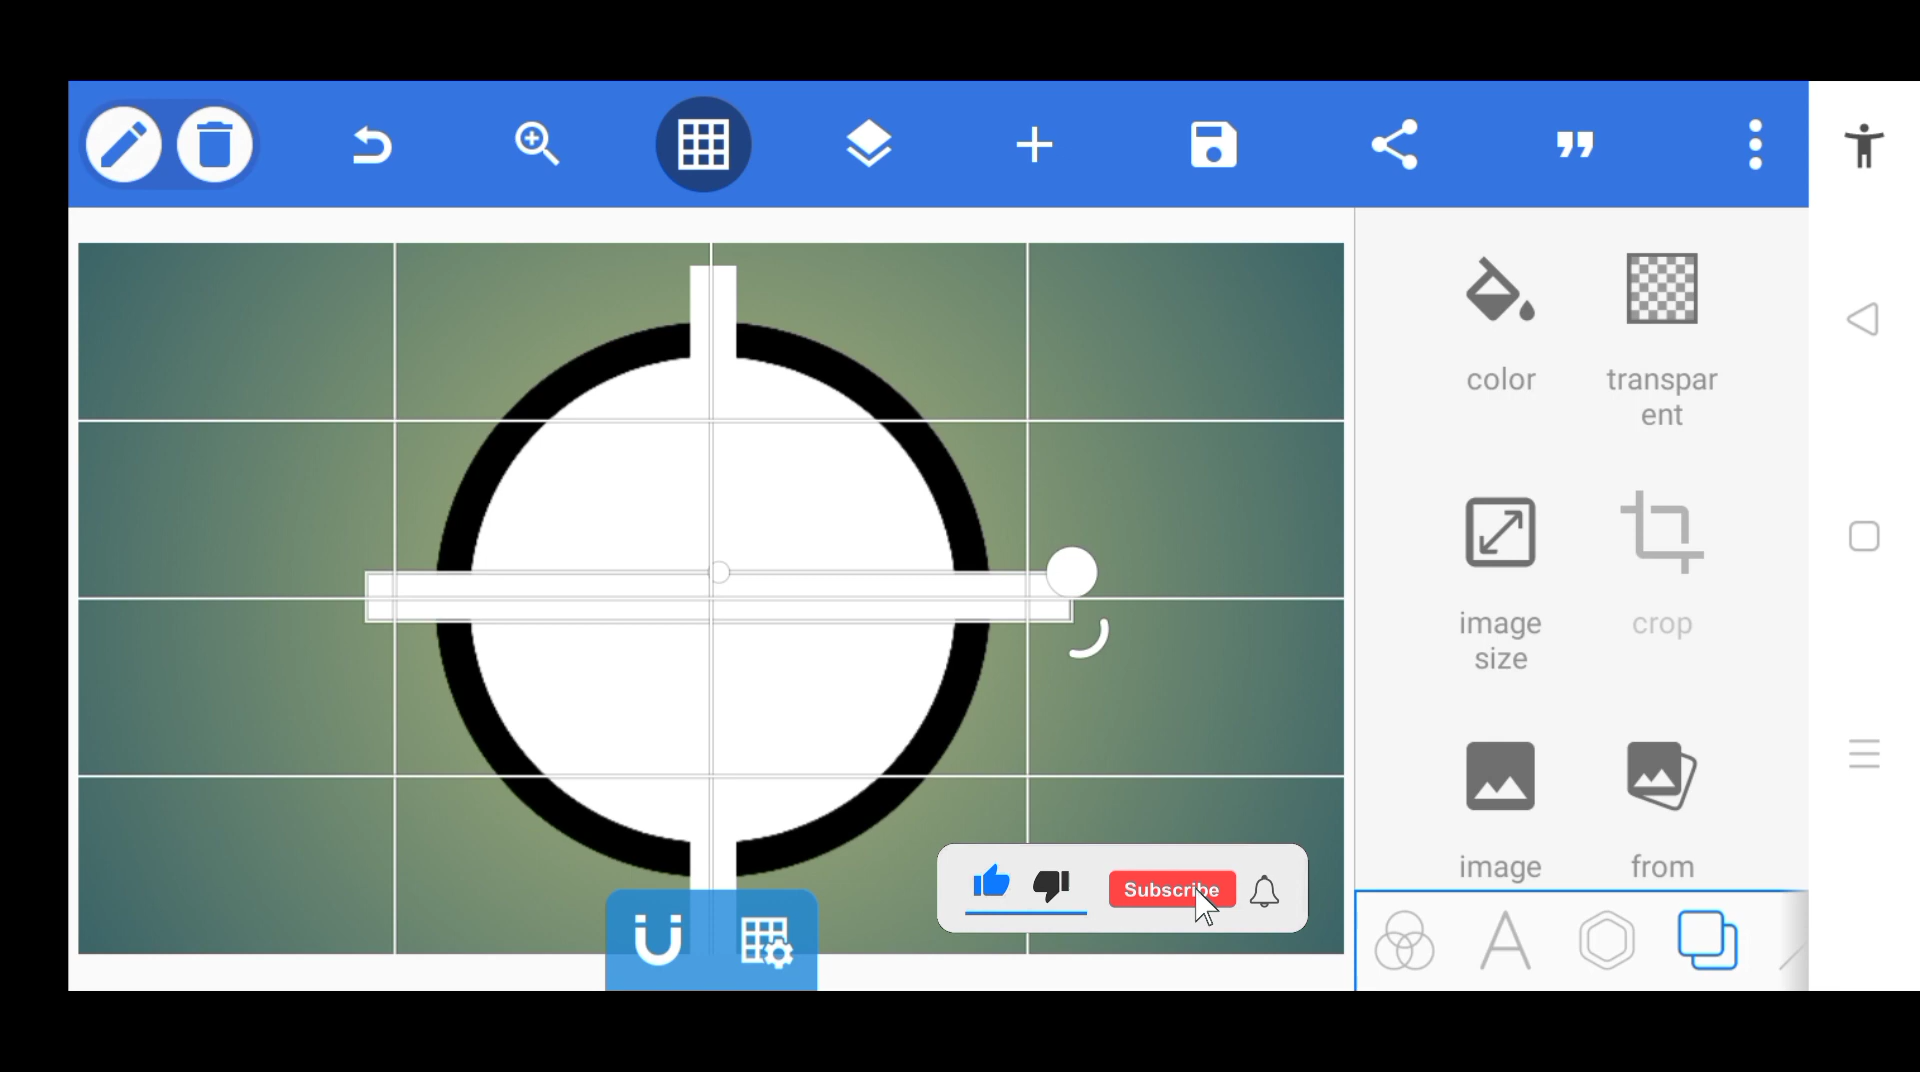 color
transpar
ent
image
size
crop
image
from
Subscribe